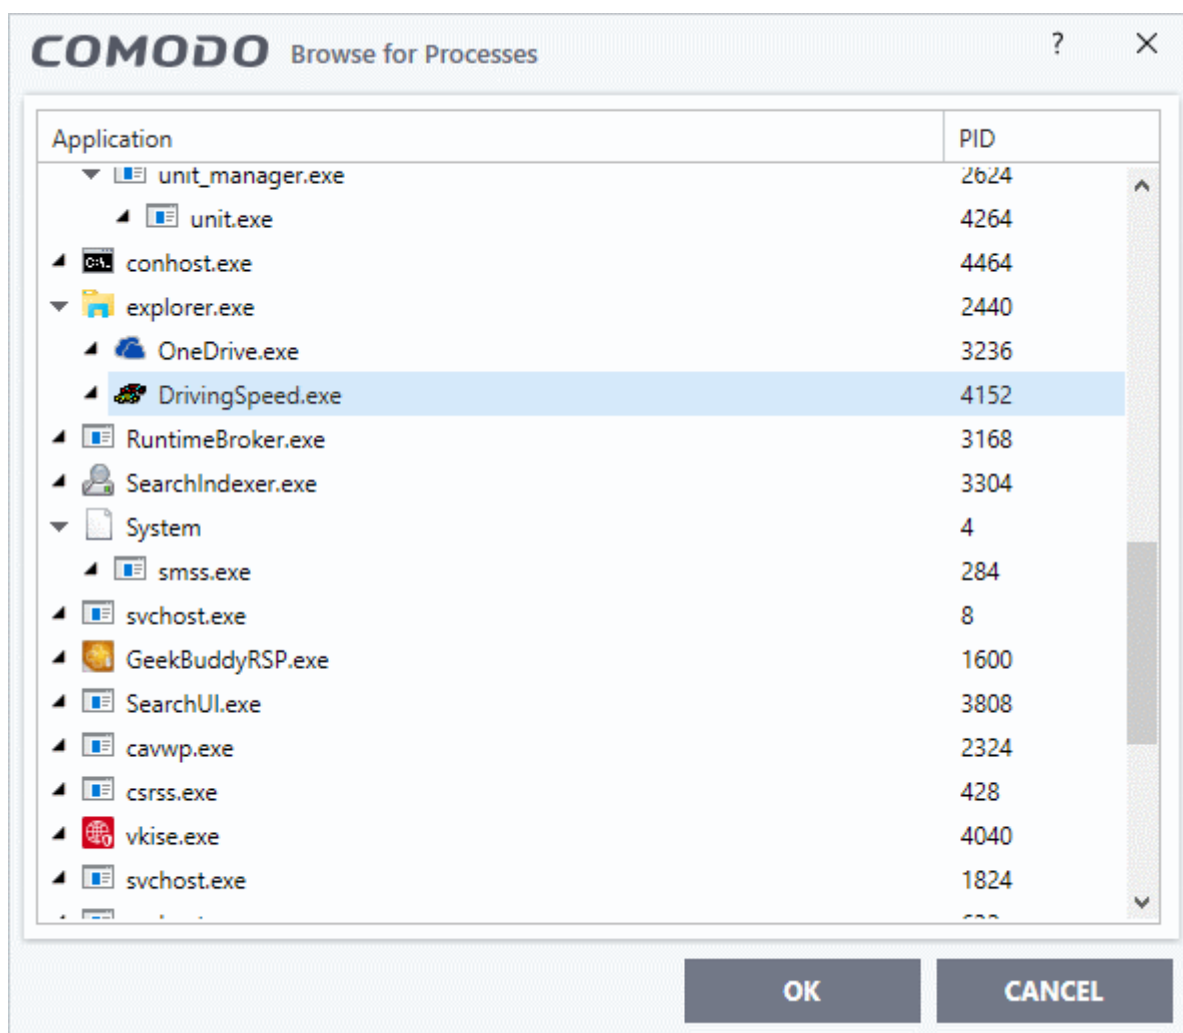 COMODO Browse for Processes ? 
Application PID
unit_manager.exe 2624
unit.exe 4264
C:\. conhost.exe 4464
explorer.exe 2440
OneDrive.exe 3236
DrivingSpeed.exe 4152
RuntimeBroker.exe 3168
SearchIndexer.exe 3304
System 4
smss.exe 284
svchost.exe 8
GeekBuddyRSP.exe 1600
SearchUI.exe 3808
cavwp.exe 2324
csrss.exe 428
vkise.exe 4040
svchost.exe 1824
OK CANCEL